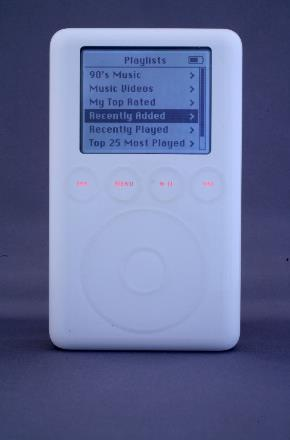 Playlists
90's Music
Music Videos
My Top Rated
Recently Added
Recently Played
Top 25 Most Played
MENU